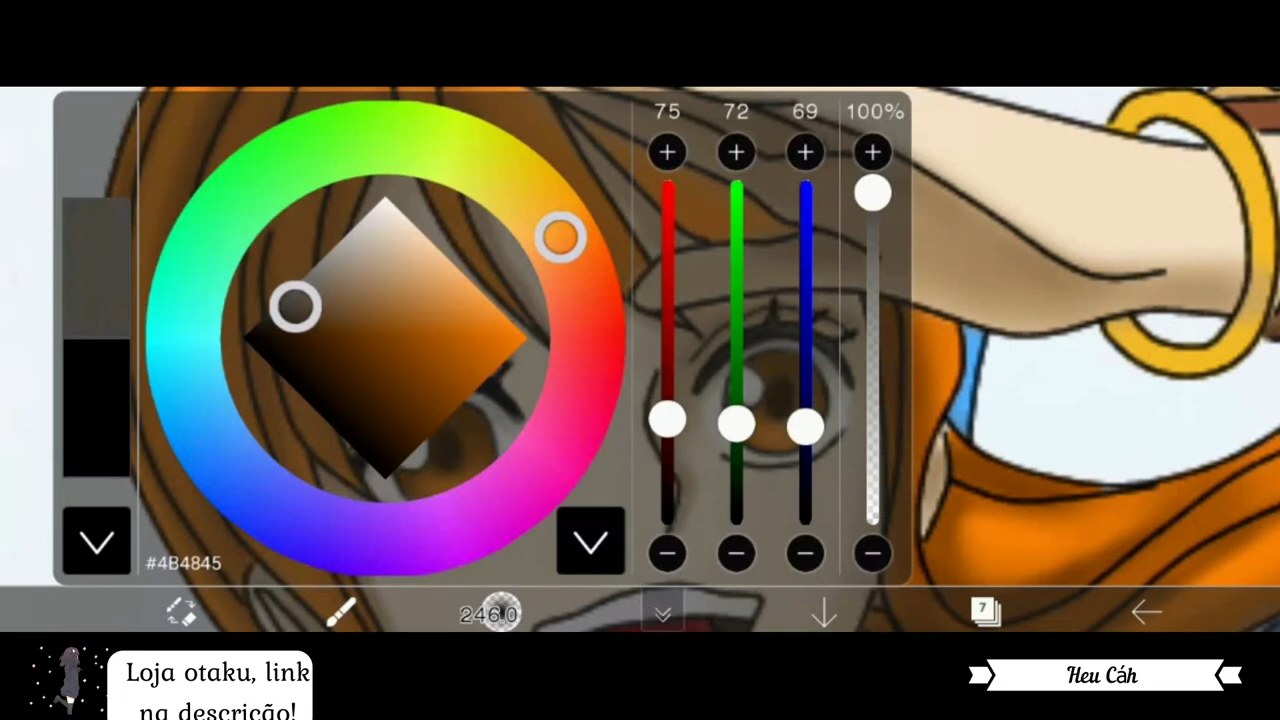 75 72 69 100%
#4B4845
246.0
7
Loja otaku, link
na descrição!
Heu Cáh